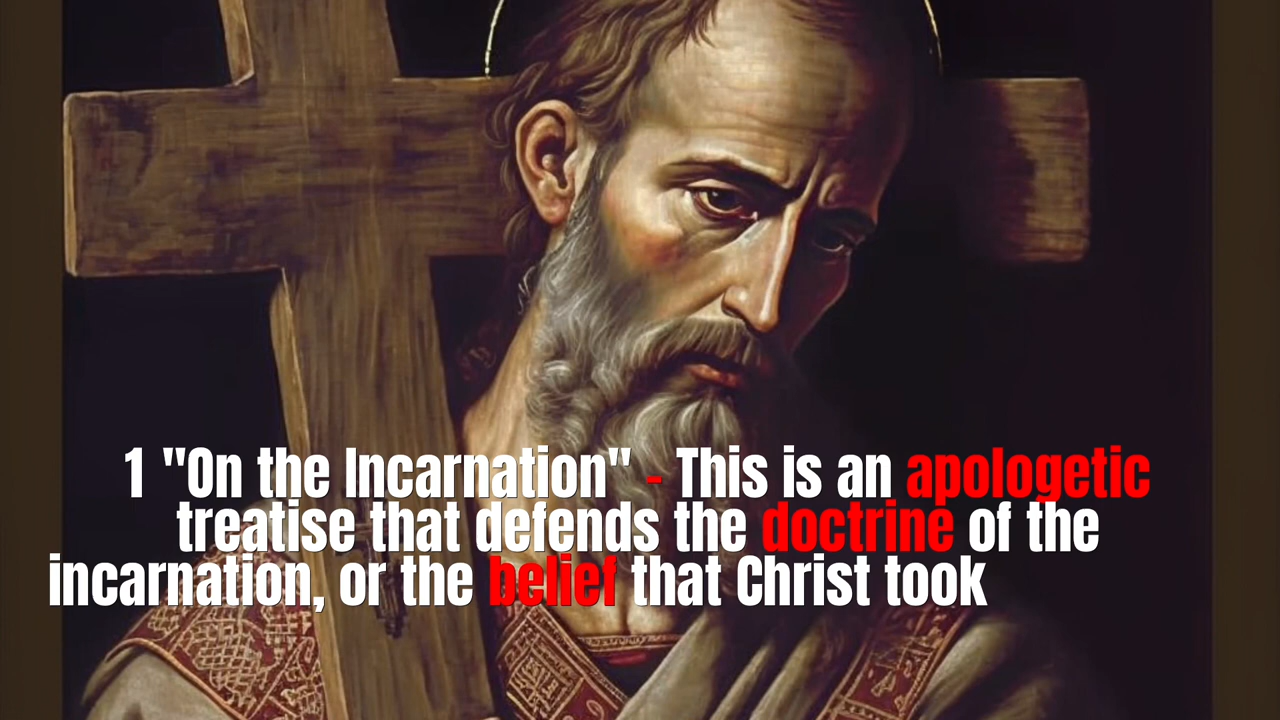 1 "On the Incarnation" - This is an apologetic
treatise that defends the doctrine of the
incarnation, or the belief that Christ took